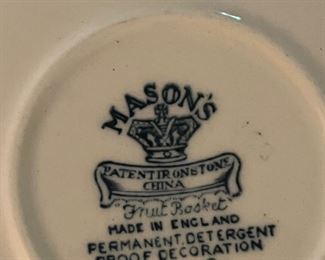 MASON'S
PATENT IRONSTONE
CHINA
"Fruit Basket"
MADE IN ENGLAND
PERMANENT, DETERGENT
PROOF DECORATION